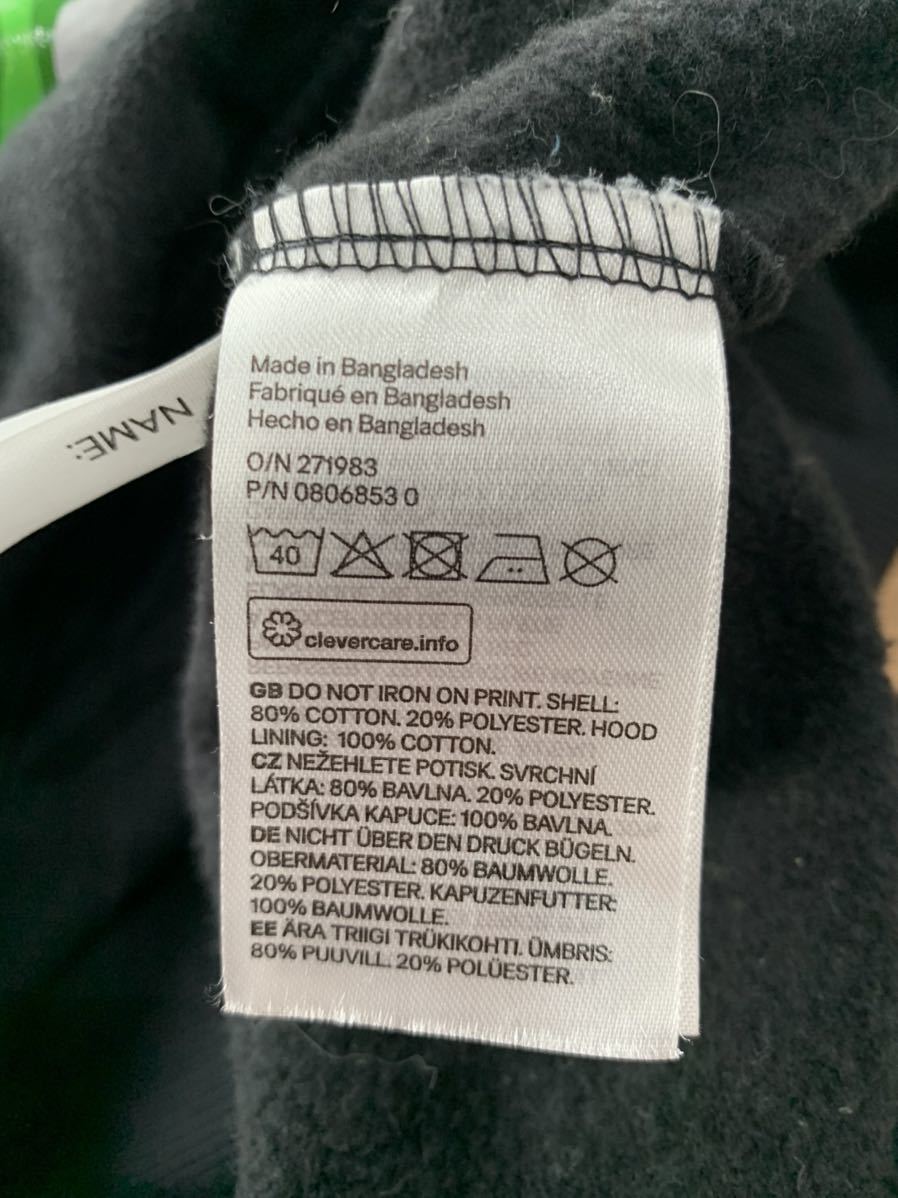 Made in Bangladesh
Fabriqué en Bangladesh
Hecho en Bangladesh
O/N 271983
P/N 0806853 0
40
clevercare.info
GB DO NOT IRON ON PRINT. SHELL:
80% COTTON. 20% POLYESTER. HOOD
LINING: 100% COTTON.
CZ NEŽEHLETE POTISK. SVRCHNÍ
LÁTKA: 80% BAVLNA. 20% POLYESTER.
PODŠÍVKA KAPUCE: 100% BAVLNA.
DE NICHT ÜBER DEN DRUCK BÜGELN.
OBERMATERIAL: 80% BAUMWOLLE.
20% POLYESTER. KAPUZENFUTTER:
100% BAUMWOLLE.
EE ÄRA TRIIGI TRÜKIKOHTI. ÜMBRIS:
80% PUUVILL. 20% POLÜESTER.
NAME: